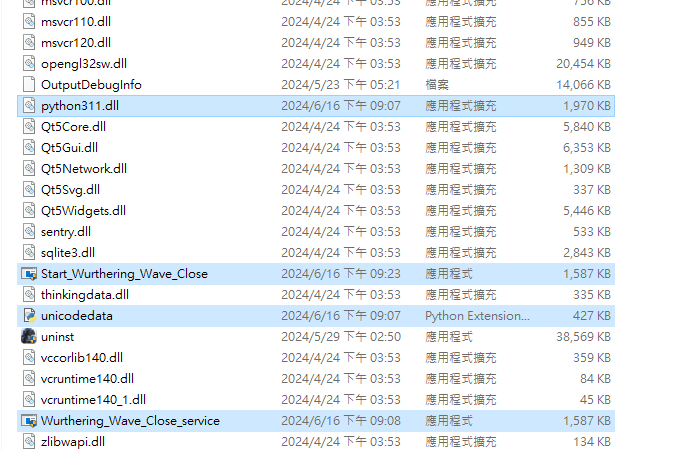 msvcr100.dll 2024/4/24 下午 03:53 應用程式擴充 756 KB
msvcr110.dll 2024/4/24 下午 03:53 應用程式擴充 855 KB
msvcr120.dll 2024/4/24 下午 03:53 應用程式擴充 949 KB
opengl32sw.dll 2024/4/24 下午 03:53 應用程式擴充 20,454 KB
OutputDebugInfo 2024/5/23 下午 05:21 檔案 14,066 KB
python311.dll 2024/6/16 下午 09:07 應用程式擴充 1,970 KB
Qt5Core.dll 2024/4/24 下午 03:53 應用程式擴充 5,840 KB
Qt5Gui.dll 2024/4/24 下午 03:53 應用程式擴充 6,353 KB
Qt5Network.dll 2024/4/24 下午 03:53 應用程式擴充 1,309 KB
Qt5Svg.dll 2024/4/24 下午 03:53 應用程式擴充 337 KB
Qt5Widgets.dll 2024/4/24 下午 03:53 應用程式擴充 5,446 KB
sentry.dll 2024/4/24 下午 03:53 應用程式擴充 533 KB
sqlite3.dll 2024/4/24 下午 03:53 應用程式擴充 2,843 KB
Start_Wurthering_Wave_Close 2024/6/16 下午 09:23 應用程式 1,587 KB
thinkingdata.dll 2024/4/24 下午 03:53 應用程式擴充 335 KB
unicodedata 2024/6/16 下午 09:07 Python Extension... 427 KB
uninst 2024/5/29 下午 02:50 應用程式 38,569 KB
vccorlib140.dll 2024/4/24 下午 03:53 應用程式擴充 359 KB
vcruntime140.dll 2024/4/24 下午 03:53 應用程式擴充 84 KB
vcruntime140_1.dll 2024/4/24 下午 03:53 應用程式擴充 45 KB
Wurthering_Wave_Close_service 2024/6/16 下午 09:08 應用程式 1,587 KB
zlibwapi.dll 2024/4/24 下午 03:53 應用程式擴充 134 KB